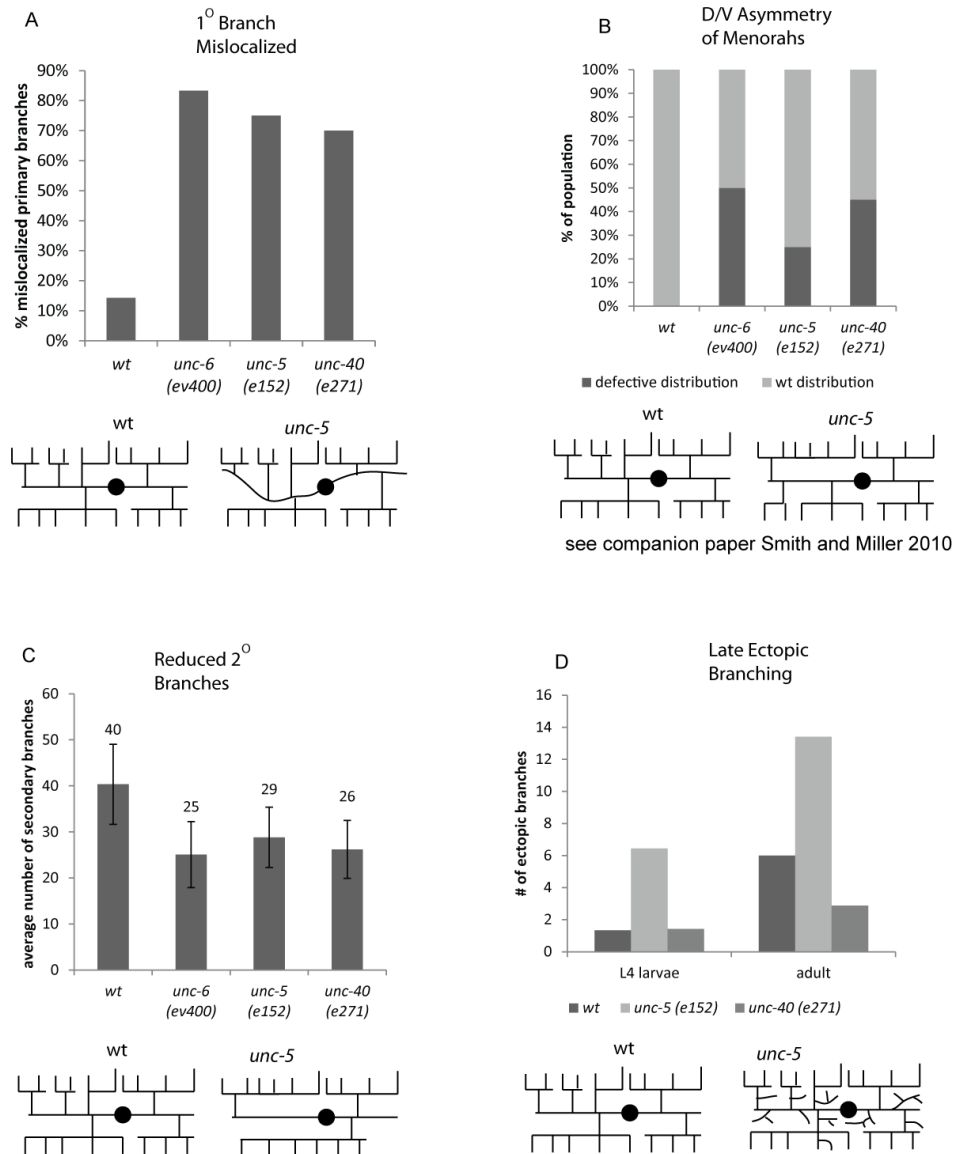 A
1O Branch
Mislocalized
90%
80%
70%
60%
50%
40%
30%
20%
10%
0%
% mislocalized primary branches
wt
unc-6
(ev400)
unc-5
(e152)
unc-40
(e271)
wt
unc-5
B
D/V Asymmetry
of Menorahs
100%
90%
80%
70%
60%
50%
40%
30%
20%
10%
0%
% of population
wt
unc-6
(ev400)
unc-5
(e152)
unc-40
(e271)
defective distribution
wt distribution
wt
unc-5
see companion paper Smith and Miller 2010
C
Reduced 2O
Branches
60
50
40
30
20
10
0
average number of secondary branches
40
25
29
26
wt
unc-6
(ev400)
unc-5
(e152)
unc-40
(e271)
wt
unc-5
D
Late Ectopic
Branching
16
14
12
10
8
6
4
2
0
# of ectopic branches
L4 larvae
adult
wt
unc-5 (e152)
unc-40 (e271)
wt
unc-5